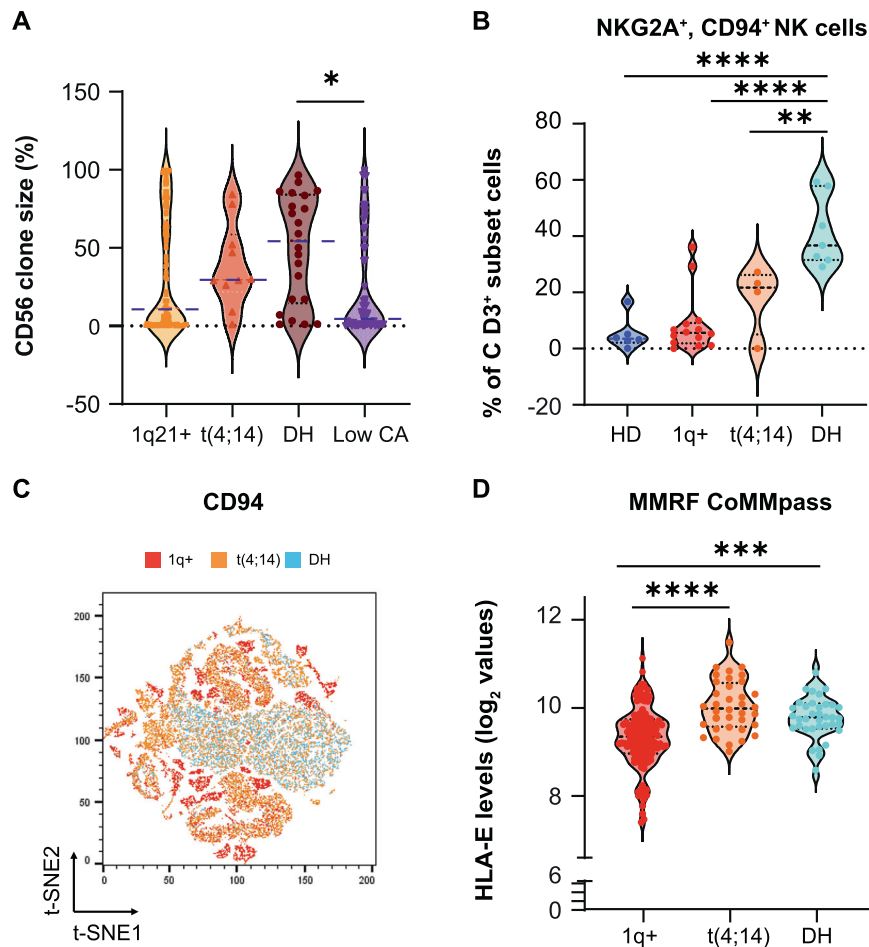 A
CD56 clone size (%)
150
100
50
0
-50
*
1q21+ t(4;14) DH Low CA
B
NKG2A⁺, CD94⁺ NK cells
% of C D3⁺ subset cells
80
60
40
20
0
-20
****
****
**
HD 1q+ t(4;14) DH
C
CD94
1q+ t(4;14) DH
200
150
100
50
0
0 50 100 150 200
t-SNE2
t-SNE1
D
MMRF CoMMpass
HLA-E levels (log₂ values)
12
10
8
6
0
***
****
1q+ t(4;14) DH